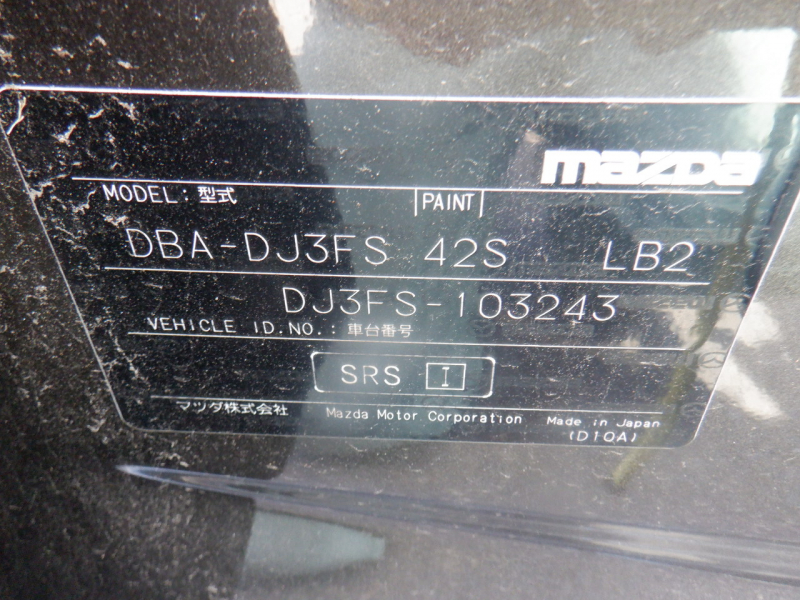 mazda
MODEL: 型式 PAINT
DBA-DJ3FS 42S LB2
DJ3FS-103243
VEHICLE ID.NO.: 車台番号
SRS I
マツダ株式会社 Mazda Motor Corporation Made in Japan
(D10A)